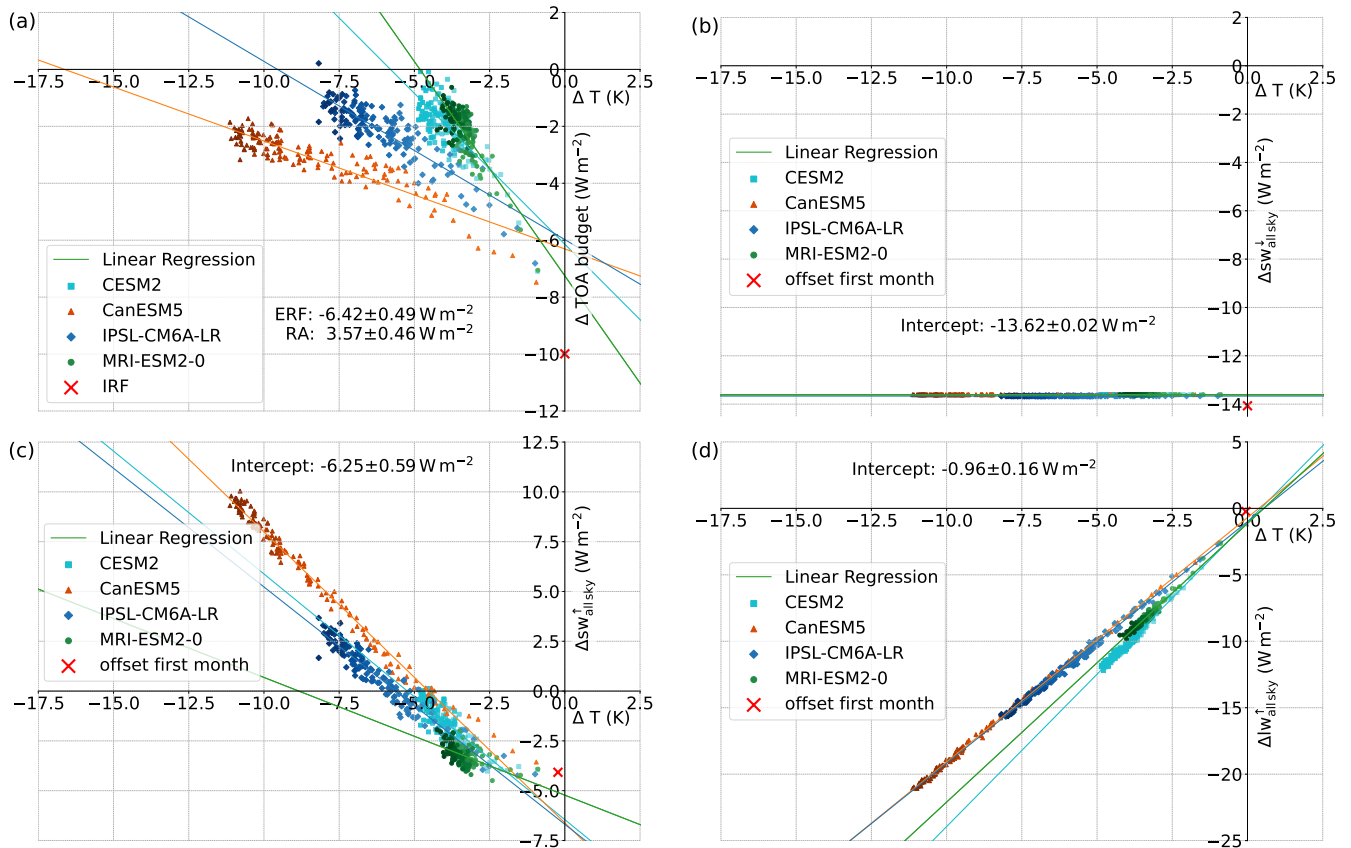 (a)
2
−17.5 −15.0 −12.5 −10.0 −7.5 −5.0 −2.5 0.0 2.5
Δ T (K)
−2
−4
−6
−8
−10
−12
Δ TOA budget (W m−2)
Linear Regression
CESM2
CanESM5
IPSL-CM6A-LR
MRI-ESM2-0
IRF
ERF: -6.42±0.49 W m−2
RA: 3.57±0.46 W m−2
(b)
2
−17.5 −15.0 −12.5 −10.0 −7.5 −5.0 −2.5 0.0 2.5
Δ T (K)
−2
−4
−6
−8
−10
−12
−14
Δsw↑all sky (W m−2)
Linear Regression
CESM2
CanESM5
IPSL-CM6A-LR
MRI-ESM2-0
offset first month
Intercept: -13.62±0.02 W m−2
(c)
12.5
Intercept: -6.25±0.59 W m−2
10.0
7.5
5.0
2.5
−17.5 −15.0 −12.5 −10.0 −7.5 −5.0 −2.5 0.0 2.5
Δ T (K)
−2.5
−5.0
−7.5
Δsw↑all sky (W m−2)
Linear Regression
CESM2
CanESM5
IPSL-CM6A-LR
MRI-ESM2-0
offset first month
(d)
5
Intercept: -0.96±0.16 W m−2
−17.5 −15.0 −12.5 −10.0 −7.5 −5.0 −2.5 0 0.0 2.5
Δ T (K)
−5
−10
−15
−20
−25
Δlw↑all sky (W m−2)
Linear Regression
CESM2
CanESM5
IPSL-CM6A-LR
MRI-ESM2-0
offset first month